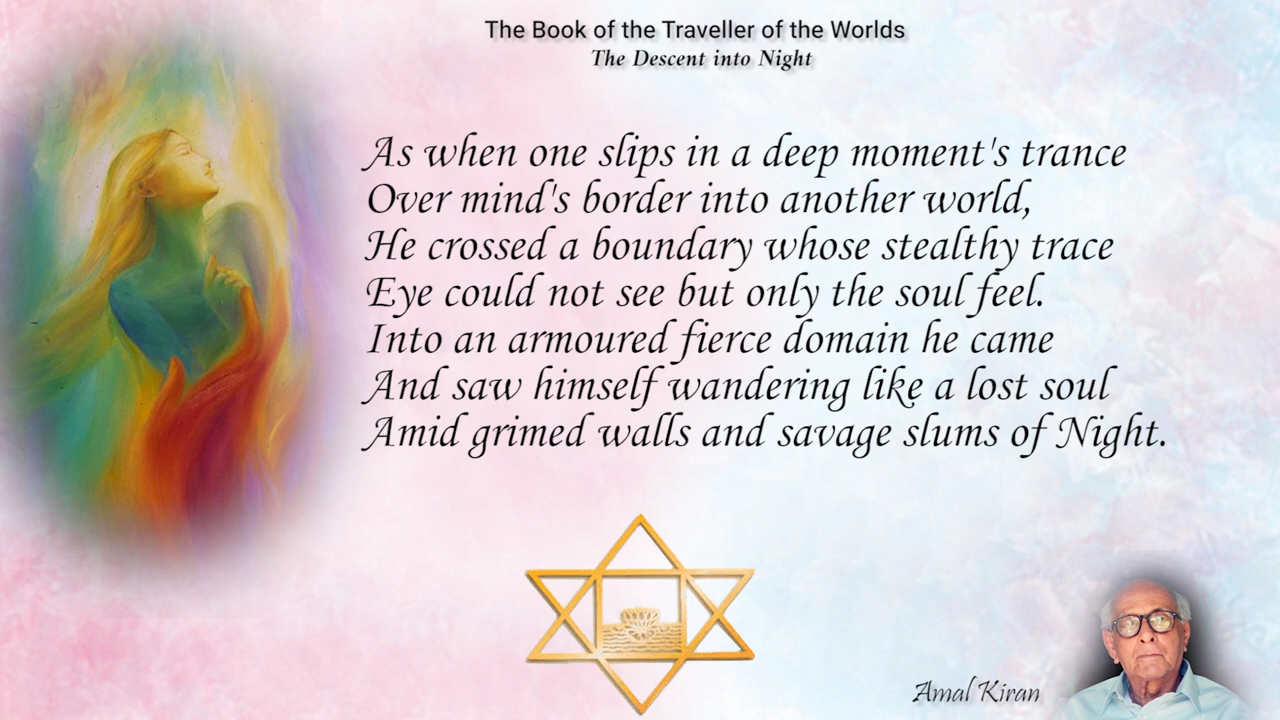 The Book of the Traveller of the Worlds
The Descent into Night
As when one slips in a deep moment's trance
Over mind's border into another world,
He crossed a boundary whose stealthy trace
Eye could not see but only the soul feel.
Into an armoured fierce domain he came
And saw himself wandering like a lost soul
Amid grimed walls and savage slums of Night.
Amal Kiran